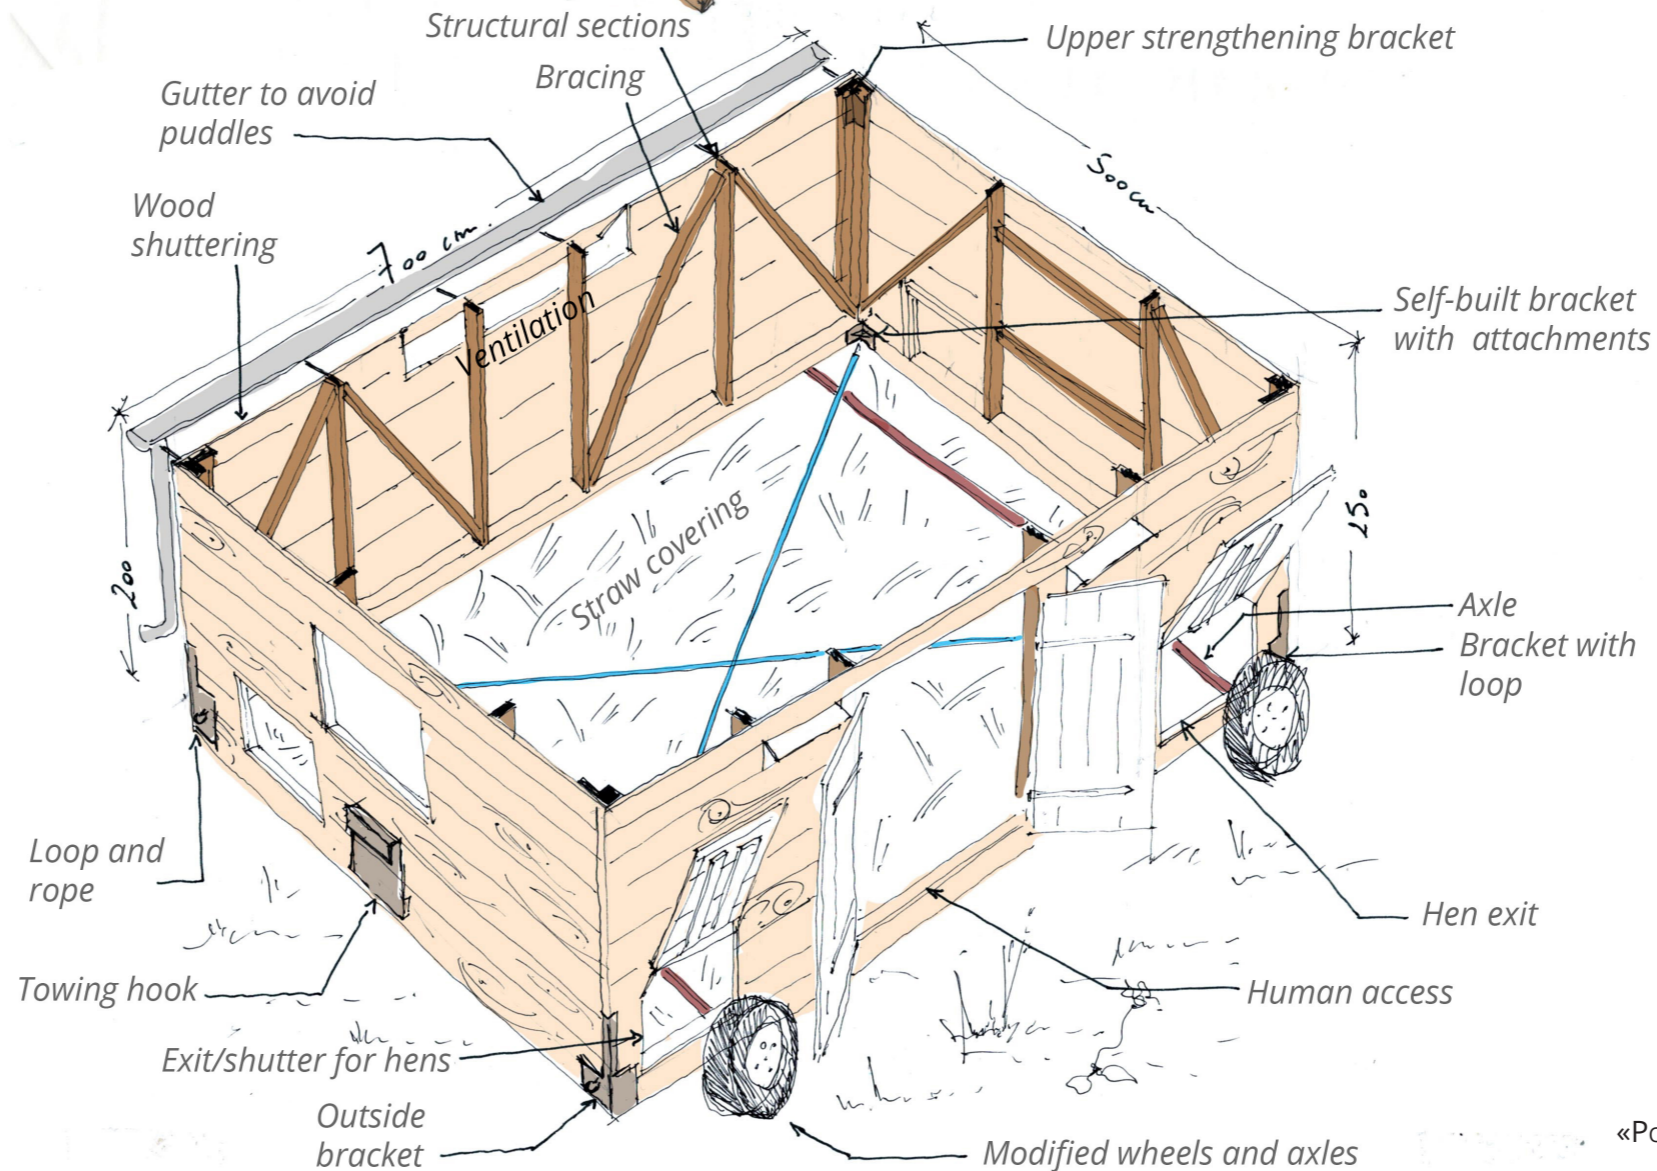 Structural sections
Upper strengthening bracket
Bracing
Gutter to avoid
puddles
500cm
Wood
shuttering
700 cm.
Ventilation
Self-built bracket
with attachments
Straw covering
250
200
Axle
Bracket with
loop
Loop and
rope
Hen exit
Towing hook
Human access
Exit/shutter for hens
Outside
bracket
Modified wheels and axles